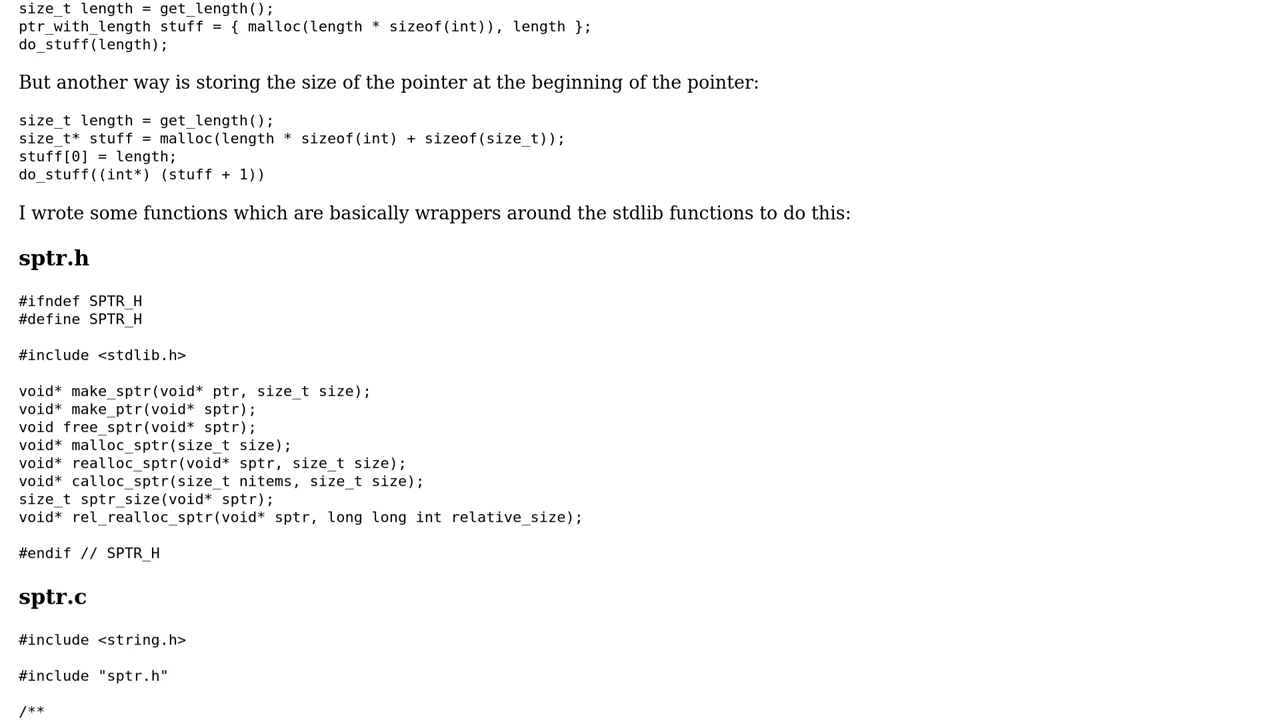 size_t length = get_length();
ptr_with_length stuff = { malloc(length * sizeof(int)), length };
do_stuff(length);
But another way is storing the size of the pointer at the beginning of the pointer:
size_t length = get_length();
size_t* stuff = malloc(length * sizeof(int) + sizeof(size_t));
stuff[0] = length;
do_stuff((int*) (stuff + 1))
I wrote some functions which are basically wrappers around the stdlib functions to do this:
sptr.h
#ifndef SPTR_H
#define SPTR_H
#include <stdlib.h>
void* make_sptr(void* ptr, size_t size);
void* make_ptr(void* sptr);
void free_sptr(void* sptr);
void* malloc_sptr(size_t size);
void* realloc_sptr(void* sptr, size_t size);
void* calloc_sptr(size_t nitems, size_t size);
size_t sptr_size(void* sptr);
void* rel_realloc_sptr(void* sptr, long long int relative_size);
#endif // SPTR_H
sptr.c
#include <string.h>
#include "sptr.h"
/**